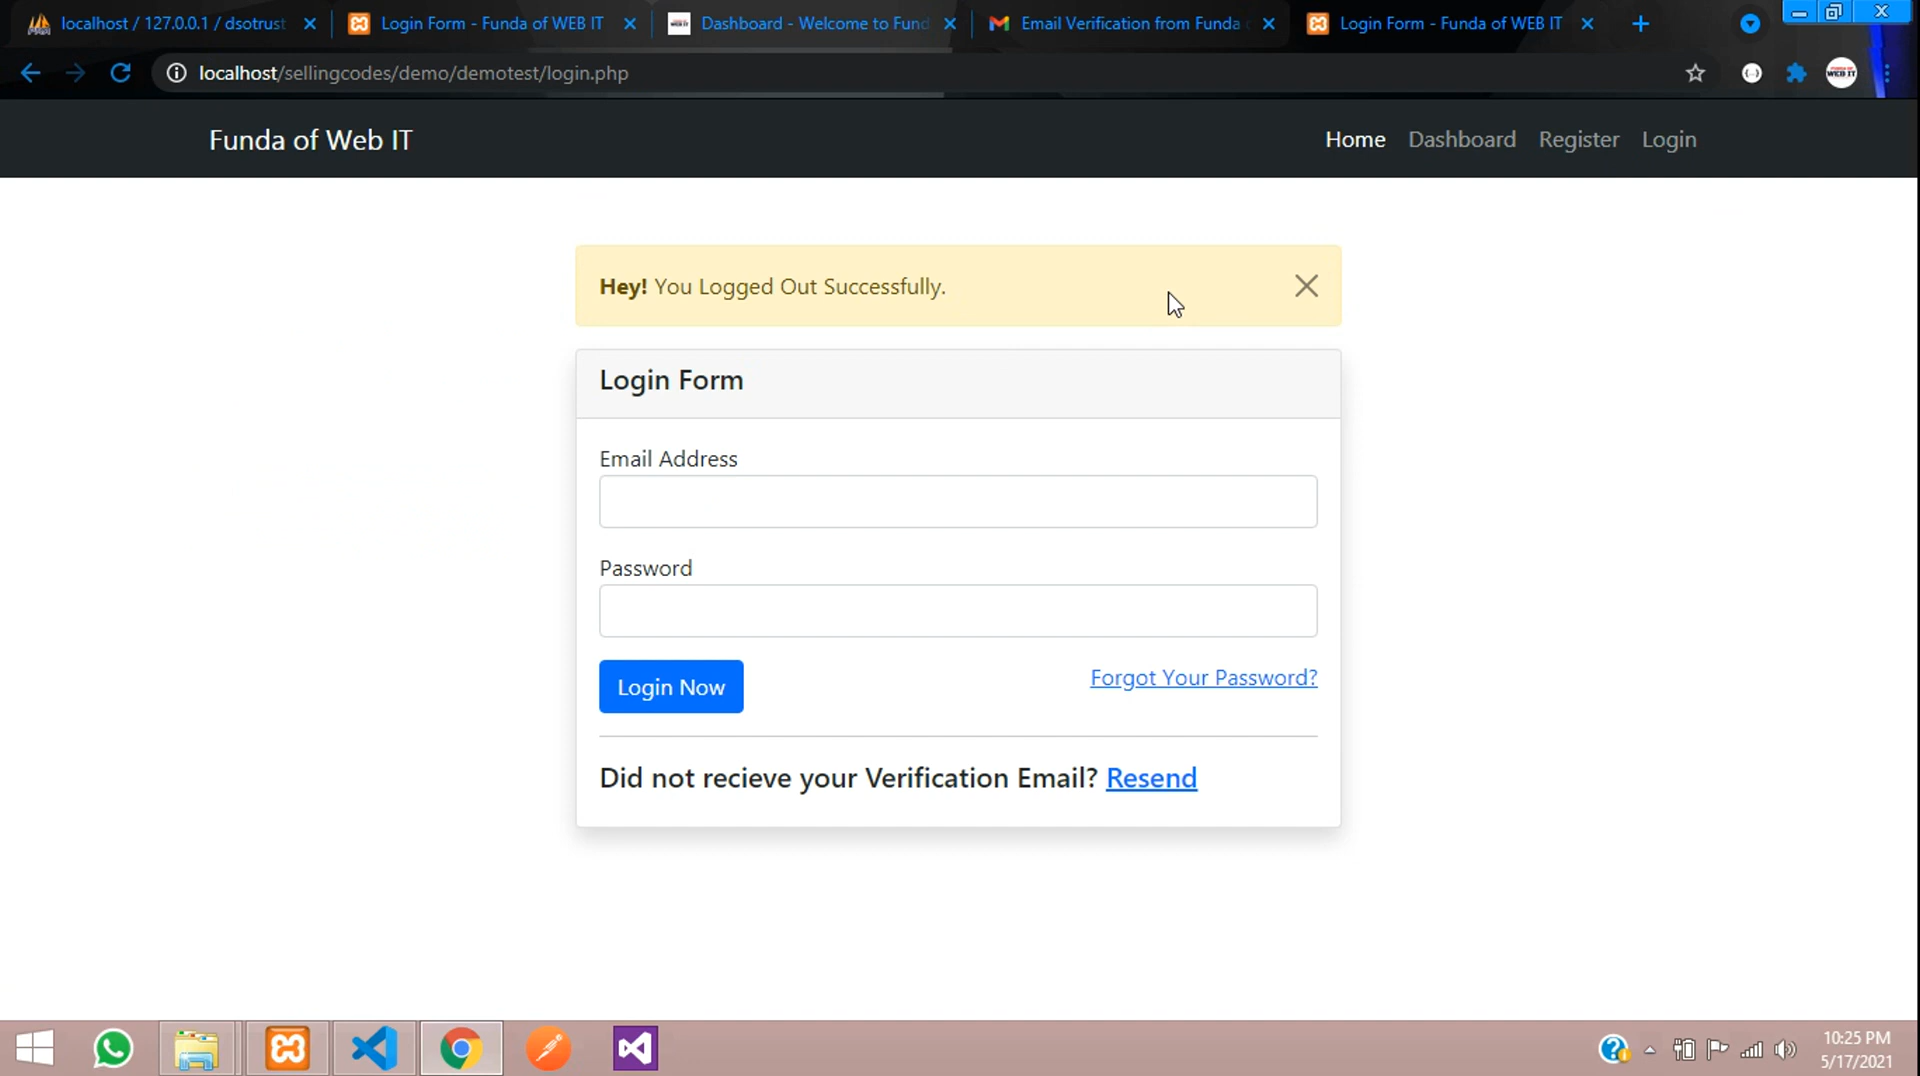 localhost / 127.0.0.1 / dsotrust
Login Form - Funda of WEB IT
Dashboard - Welcome to Fund
Email Verification from Funda
Login Form - Funda of WEB IT
localhost/sellingcodes/demo/demotest/login.php
WEB IT
Funda of Web IT
Home Dashboard Register Login
Hey! You Logged Out Successfully.
Login Form
Email Address
Password
Login Now
Forgot Your Password?
Did not recieve your Verification Email? Resend
10:25 PM
5/17/2021